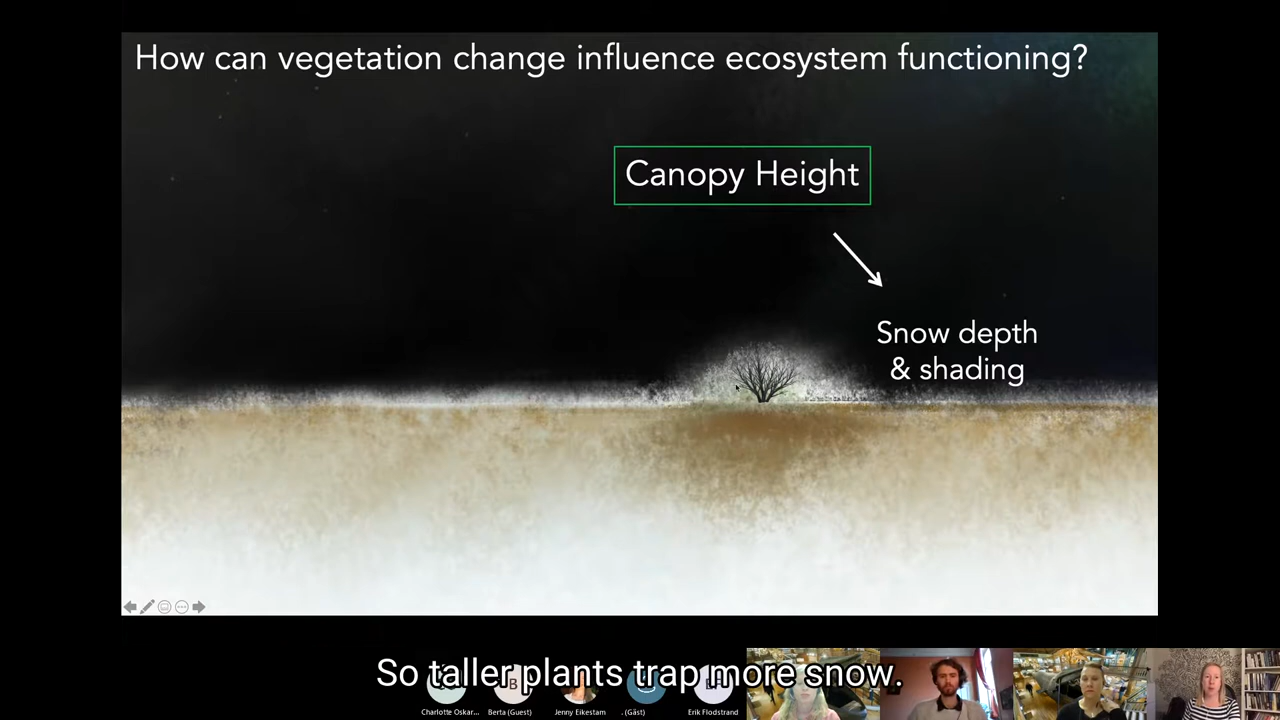 How can vegetation change influence ecosystem functioning?
Canopy Height
Snow depth
& shading
So taller plants trap more snow.
B
Charlotte Oskar...
Berta (Guest)
Jenny Eikestam
. (Gäst)
Erik Flodstrand